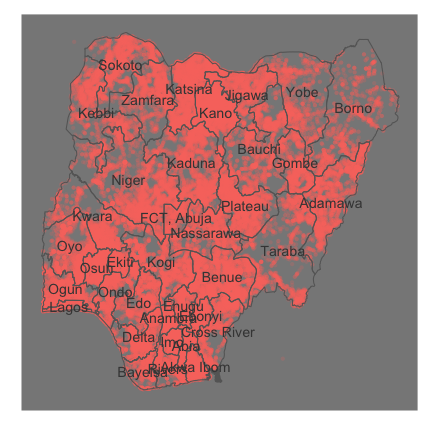 Sokoto
Katsina
Zamfara
Jigawa
Yobe
Borno
Kebbi
Kano
Bauchi
Kaduna
Gombe
Niger
Plateau
Adamawa
Kwara
FCT, Abuja
Nassarawa
Oyo
Taraba
Osun
Ekiti
Kogi
Benue
Ogun
Ondo
Lagos
Edo
Enugu
Anambra
Ebonyi
Cross River
Delta
Imo
Abia
Bayelsa
Rivers
Akwa Ibom